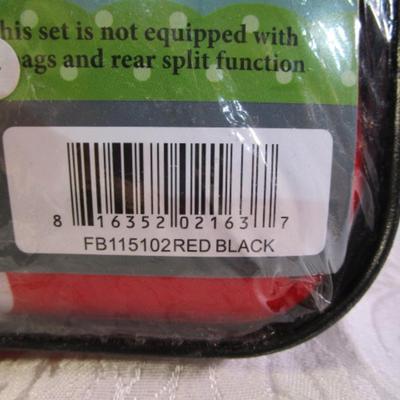 his set is not equipped with
ags and rear split function
8 16352 02163 7
FB115102RED BLACK